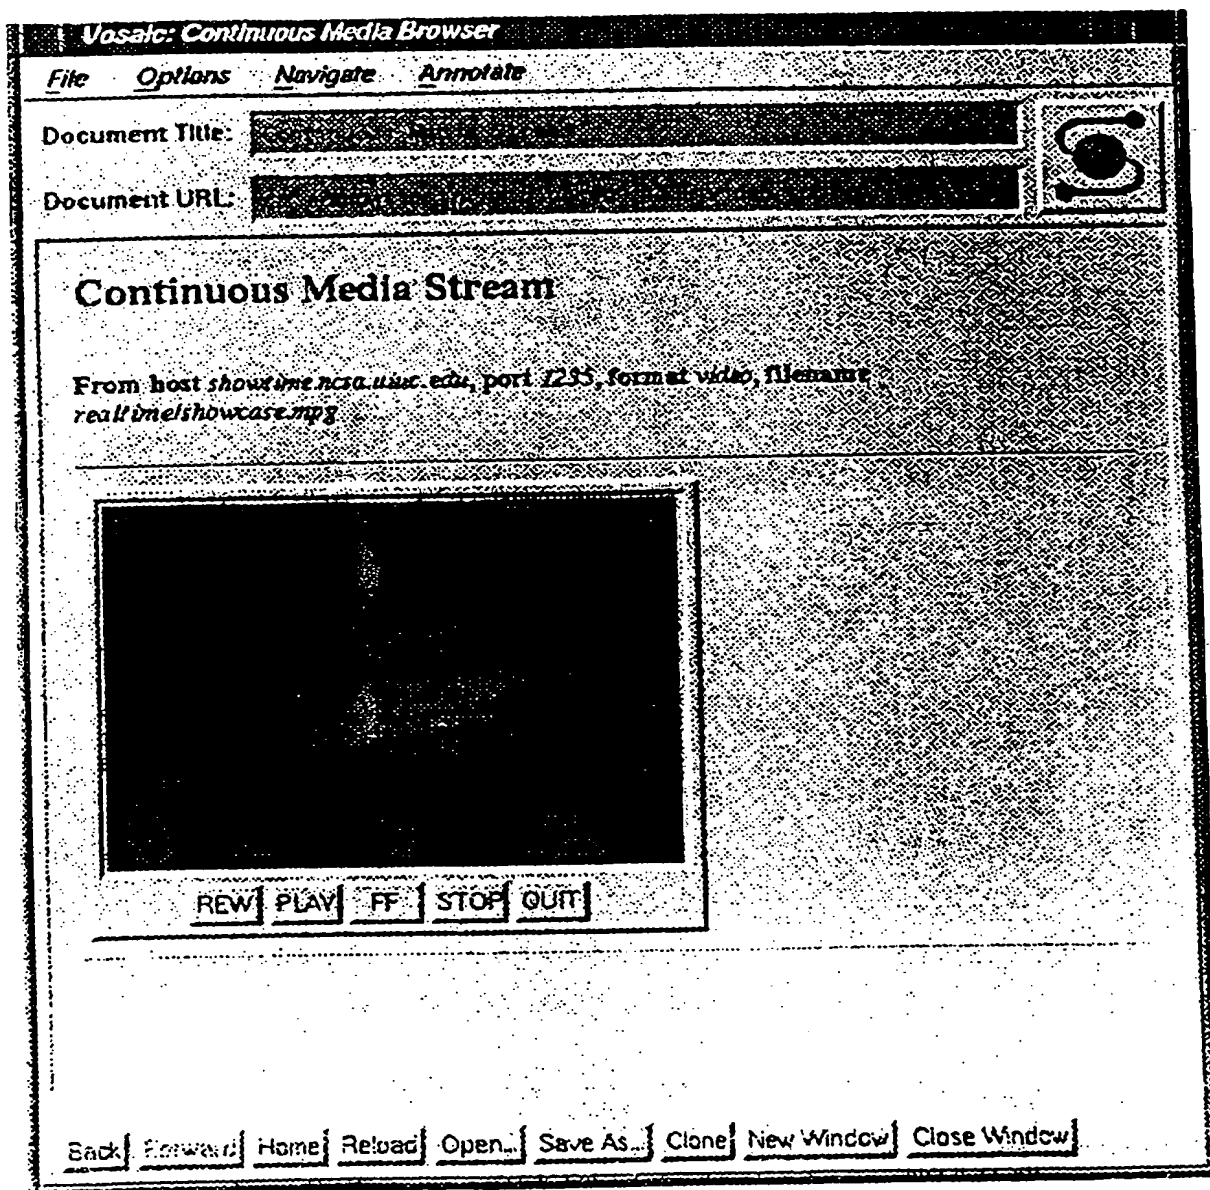 Vosaic: Continuous Media Browser
File Options Navigate Annotate
Document Title:
Document URL:
Continuous Media Stream
From host showtime.ncsa.uiuc.edu, port 1235, format video, filename
realtime/showcase.mpg
REW PLAY FF STOP QUIT
Back Forward Home Reload Open... Save As... Clone New Window Close Window